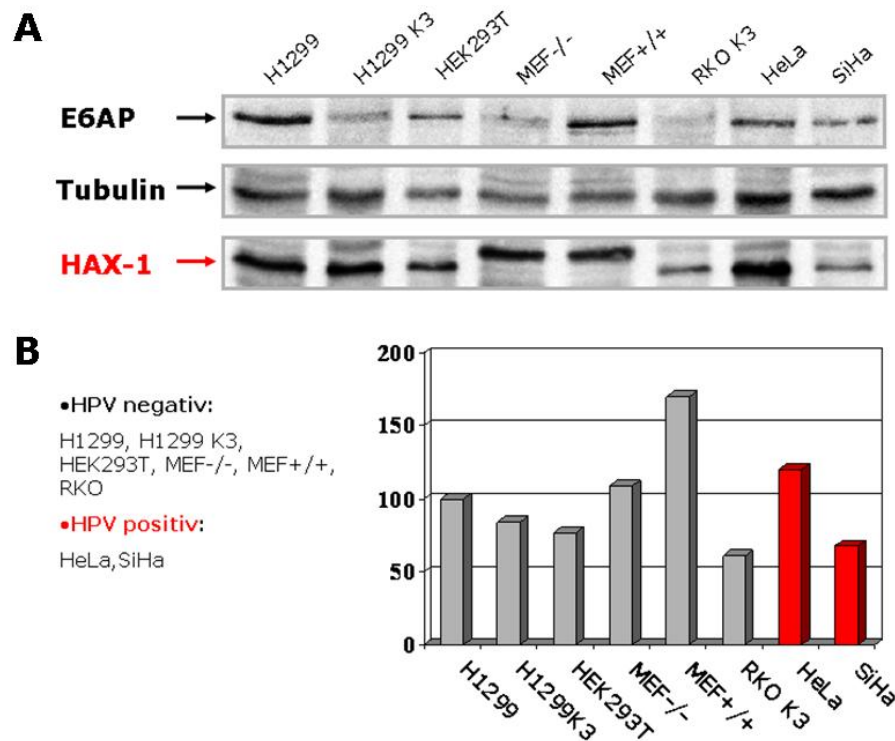 A
H1299
H1299 K3
HEK293T
MEF-/-
MEF+/+
RKO K3
HeLa
SiHa
E6AP
Tubulin
HAX-1
B
•HPV negativ:
H1299, H1299 K3,
HEK293T, MEF-/-, MEF+/+,
RKO
•HPV positiv:
HeLa,SiHa
200
150
100
50
0
H1299
H1299K3
HEK293T
MEF-/-
MEF+/+
RKO K3
HeLa
SiHa